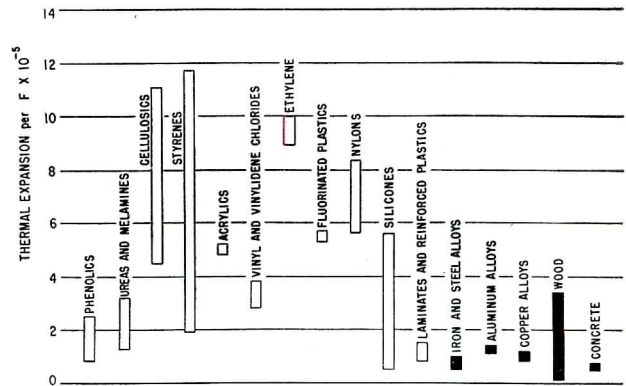 THERMAL EXPANSION per F X 10-5
14
12
10
8
6
4
2
0
PHENOLICS
UREAS AND MELAMINES
CELLULOSICS
STYRENES
ACRYLICS
VINYL AND VINYLIDENE CHLORIDES
ETHYLENE
FLUORINATED PLASTICS
NYLONS
SILICONES
LAMINATES AND REINFORCED PLASTICS
IRON AND STEEL ALLOYS
ALUMINUM ALLOYS
COPPER ALLOYS
WOOD
CONCRETE